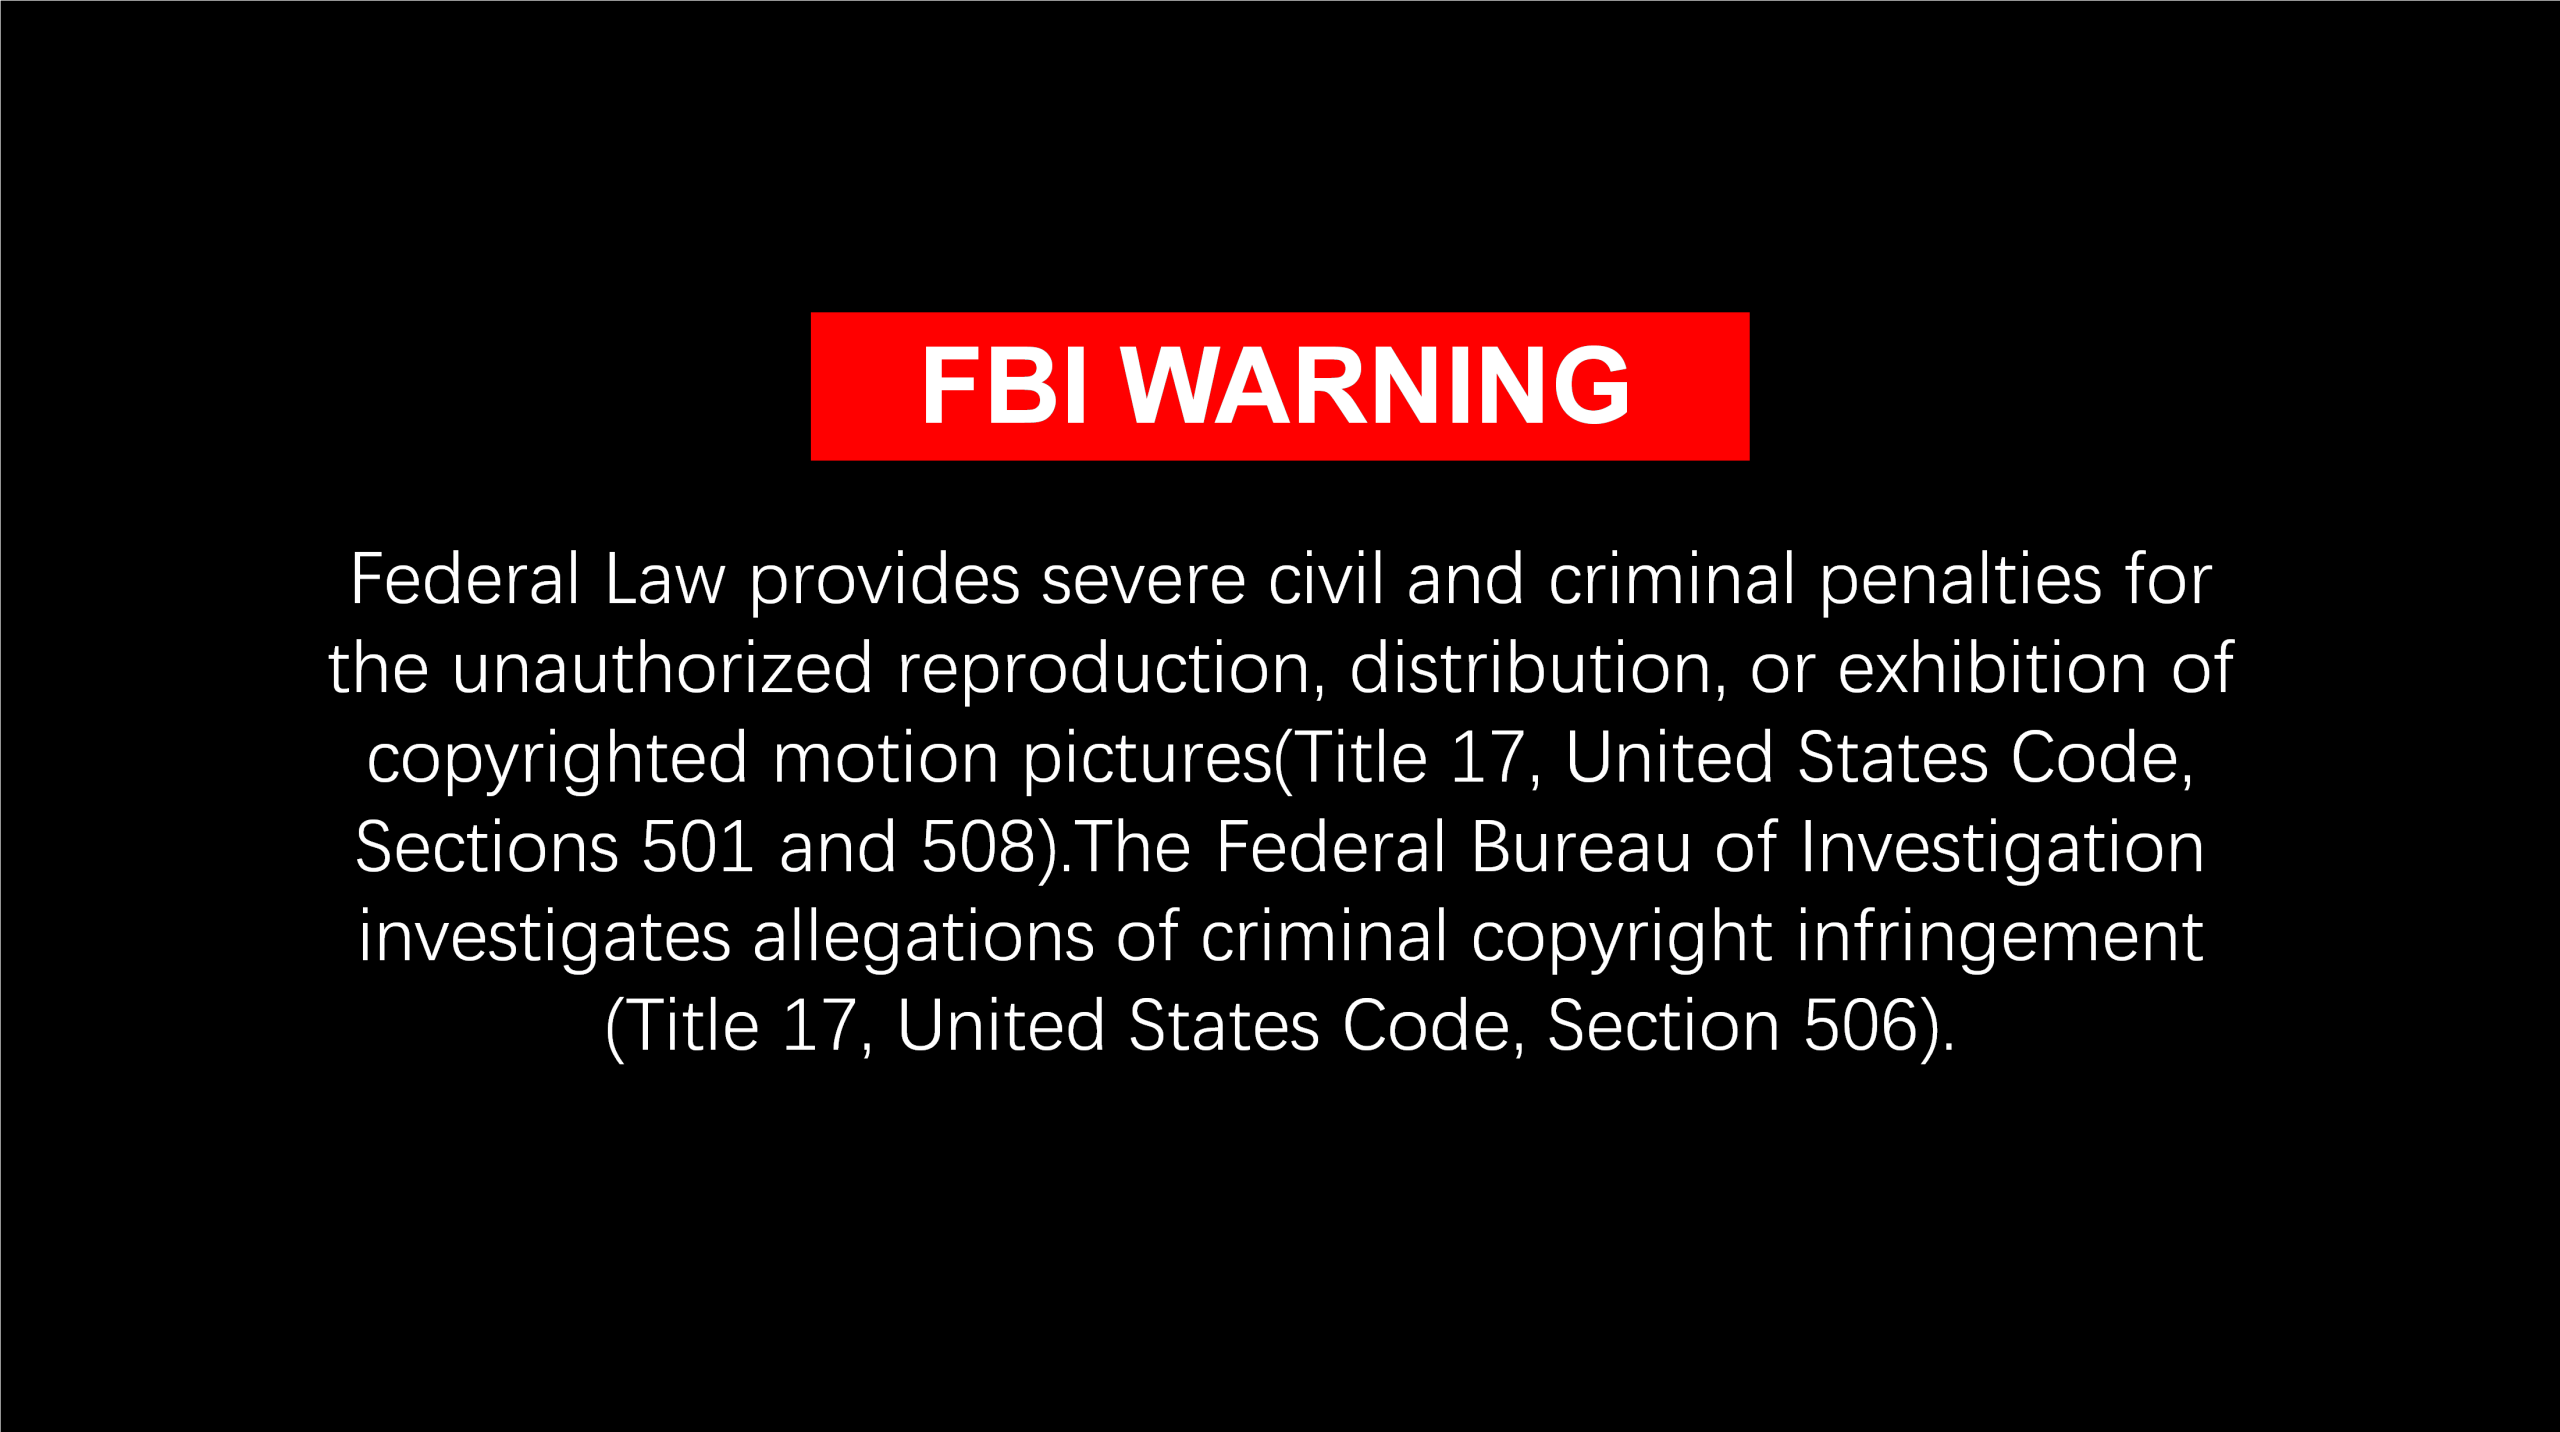 FBI WARNING
Federal Law provides severe civil and criminal penalties for
the unauthorized reproduction, distribution, or exhibition of
copyrighted motion pictures(Title 17, United States Code,
Sections 501 and 508).The Federal Bureau of Investigation
investigates allegations of criminal copyright infringement
(Title 17, United States Code, Section 506).